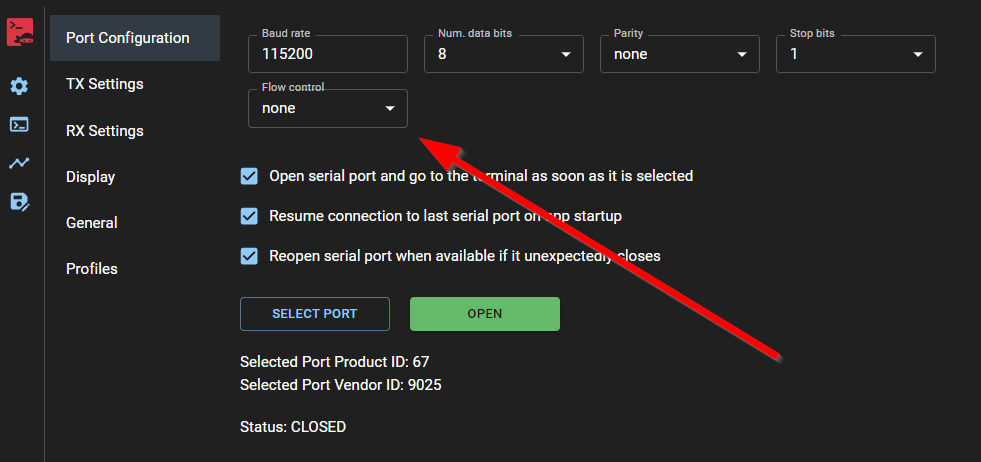 Port Configuration
TX Settings
RX Settings
Display
General
Profiles
Baud rate
115200
Num. data bits
8
Parity
none
Stop bits
1
Flow control
none
Open serial port and go to the terminal as soon as it is selected
Resume connection to last serial port on app startup
Reopen serial port when available if it unexpectedly closes
SELECT PORT
OPEN
Selected Port Product ID: 67
Selected Port Vendor ID: 9025
Status: CLOSED